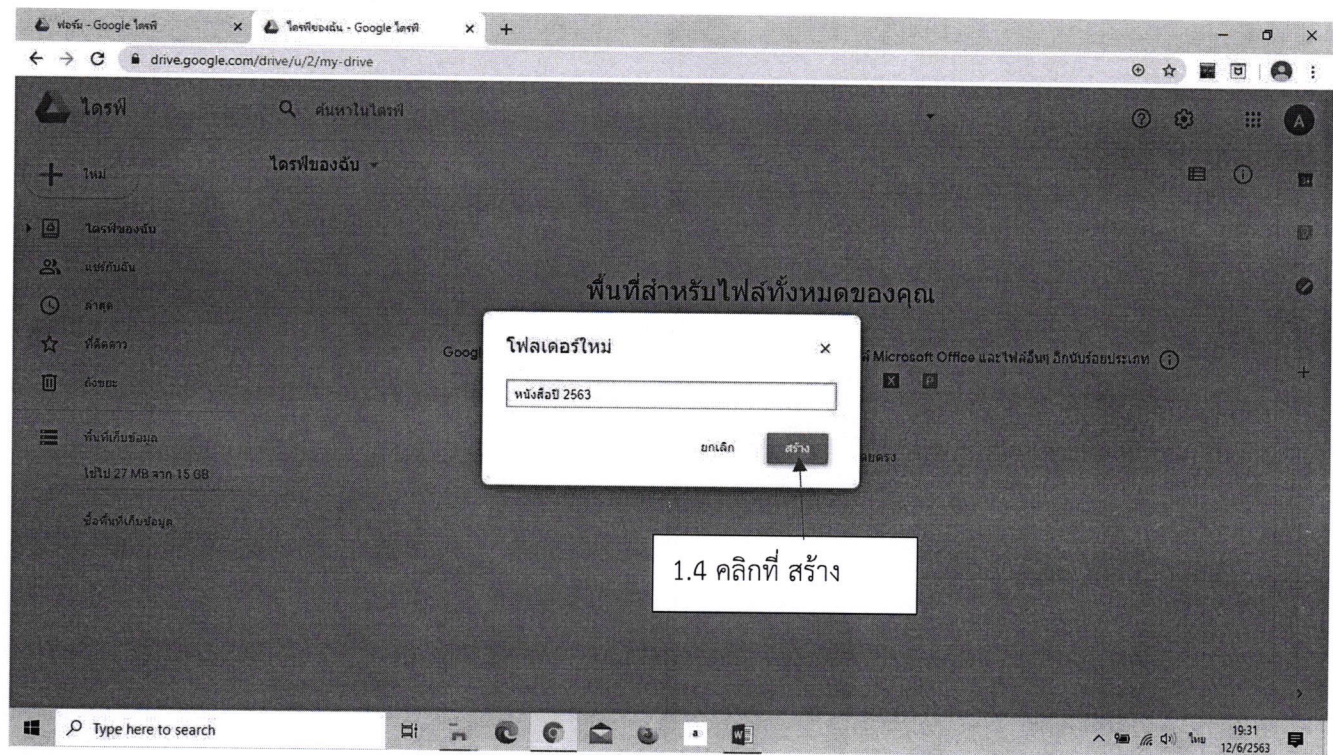 ฟอร์ม - Google ไดรฟ์
ไดรฟ์ของฉัน - Google ไดรฟ์
drive.google.com/drive/u/2/my-drive
ไดรฟ์
ค้นหาในไดรฟ์
A
ใหม่
ไดรฟ์ของฉัน
ไดรฟ์ของฉัน
แชร์กับฉัน
ล่าสุด
ที่ติดดาว
ถังขยะ
พื้นที่เก็บข้อมูล
ใช้ไป 27 MB จาก 15 GB
ซื้อพื้นที่เก็บข้อมูล
พื้นที่สำหรับไฟล์ทั้งหมดของคุณ
Microsoft Office และไฟล์อื่นๆ อีกนับร้อยประเภท
X P
โฟลเดอร์ใหม่
หนังสือปี 2563
ยกเลิก สร้าง
1.4 คลิกที่ สร้าง
Type here to search
a
W
ไทย
19:31
12/6/2563